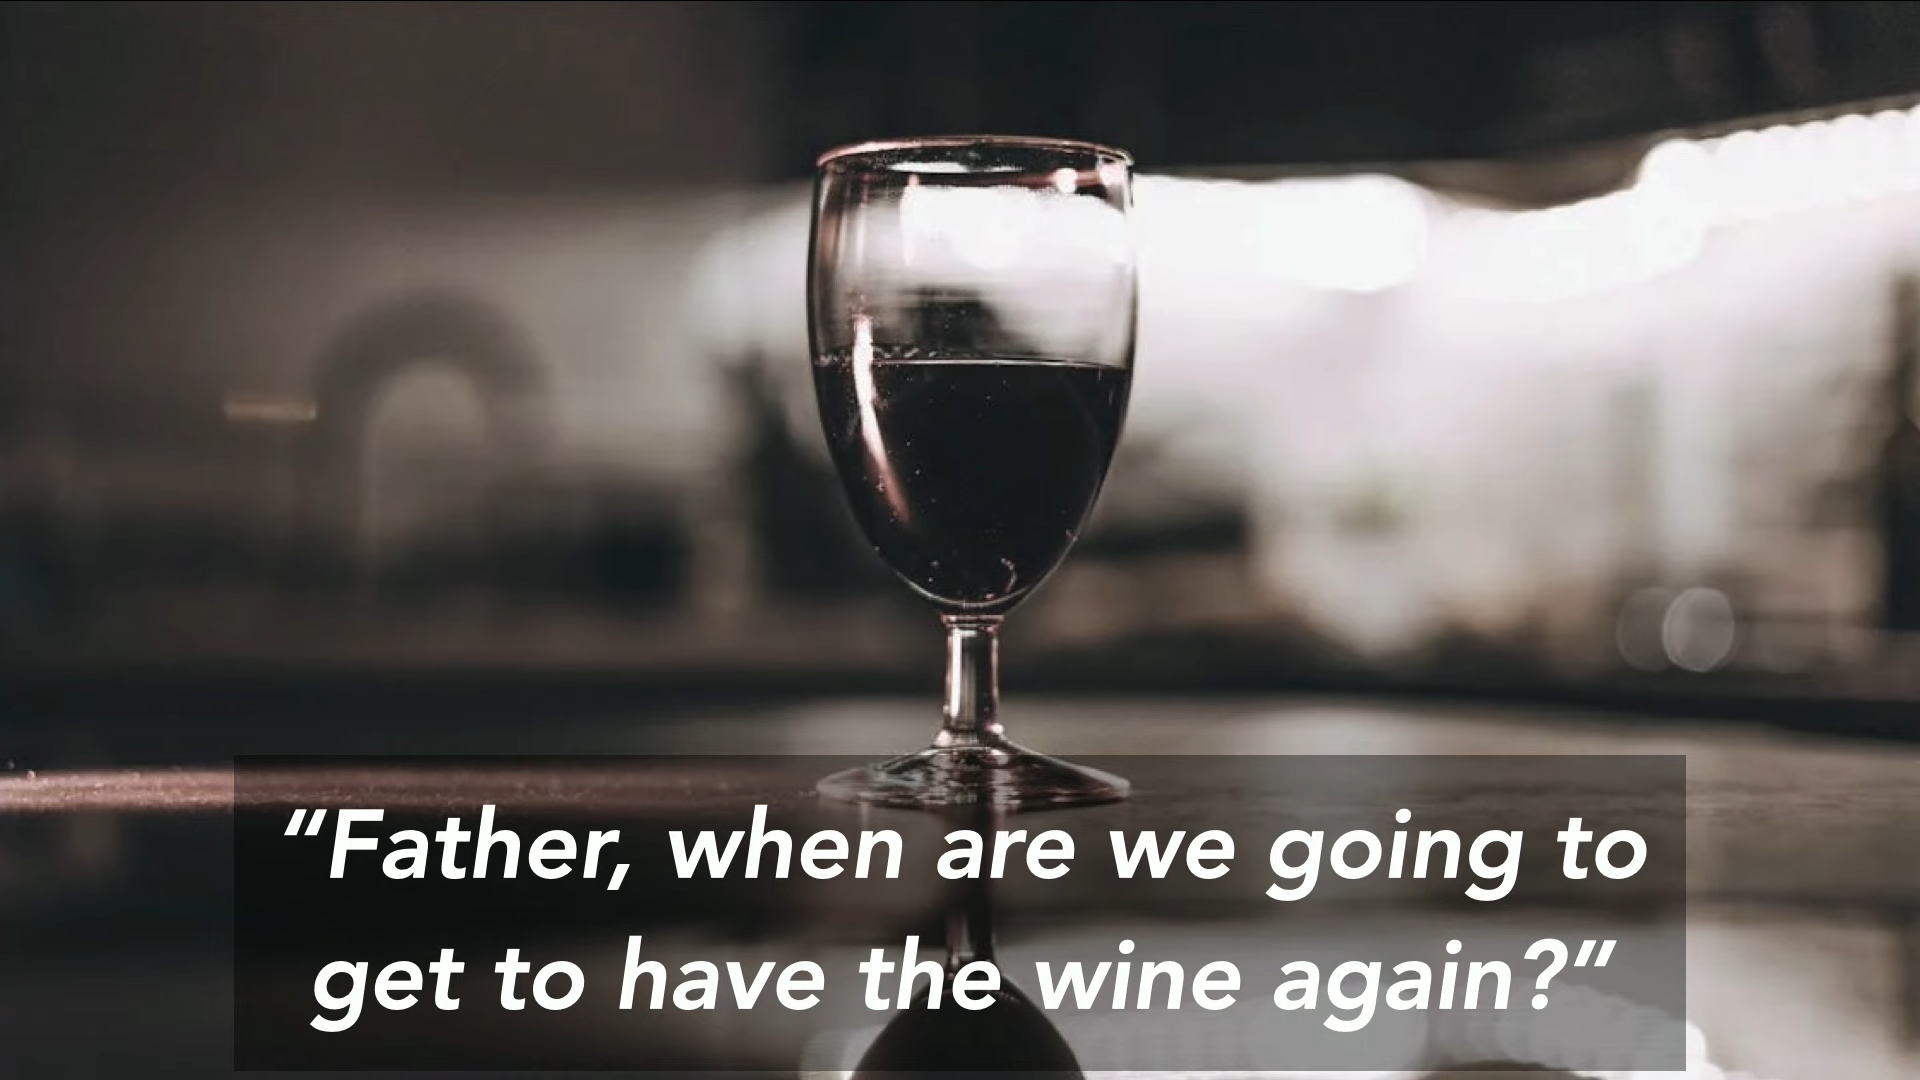 “Father, when are we going to
get to have the wine again?”